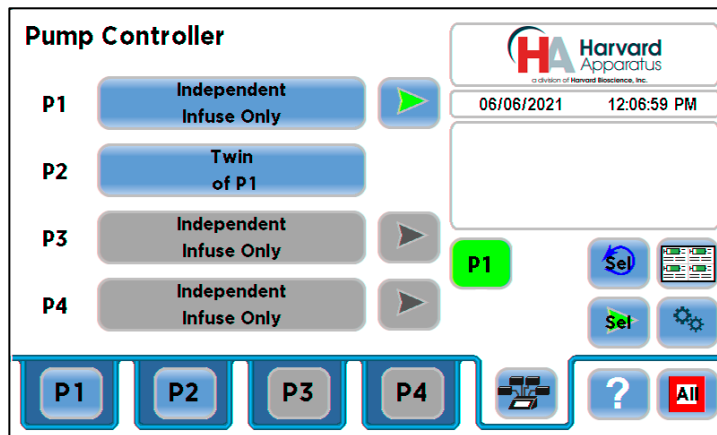 Pump Controller
HA Harvard
Apparatus
a division of Harvard Bioscience, Inc.
06/06/2021 12:06:59 PM
P1
Independent
Infuse Only
P2
Twin
of P1
P3
Independent
Infuse Only
P4
Independent
Infuse Only
P1
Sel
Sel
P1 P2 P3 P4 ? All